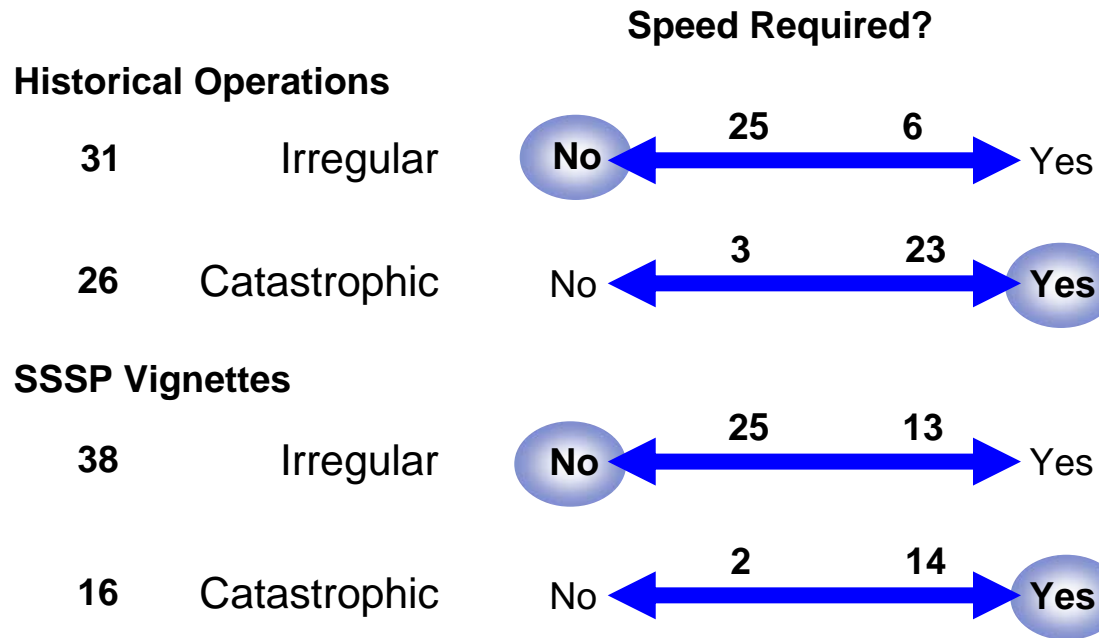 Speed Required?
Historical Operations
25 6
31 Irregular No Yes
3 23
26 Catastrophic No Yes
SSSP Vignettes
25 13
38 Irregular No Yes
2 14
16 Catastrophic No Yes